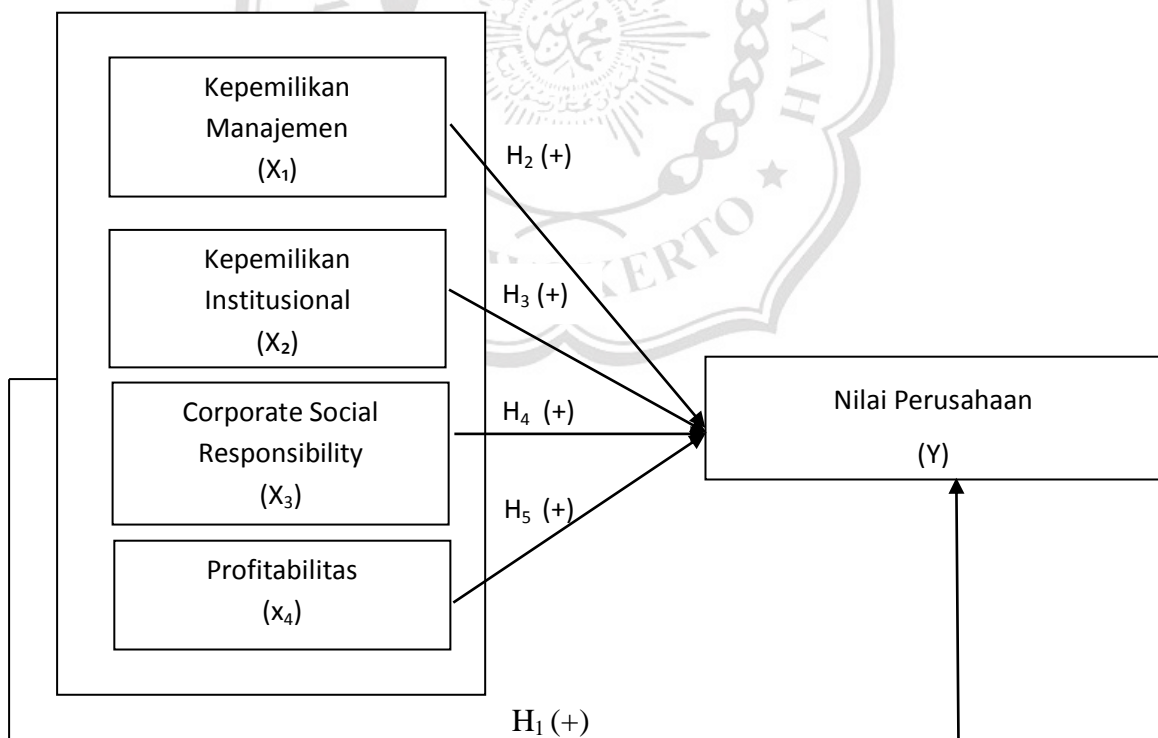 Kepemilikan
Manajemen
(X₁)
Kepemilikan
Institusional
(X₂)
Corporate Social
Responsibility
(X₃)
Profitabilitas
(x₄)
H₂ (+)
H₃ (+)
H₄ (+)
H₅ (+)
Nilai Perusahaan
(Y)
H₁ (+)